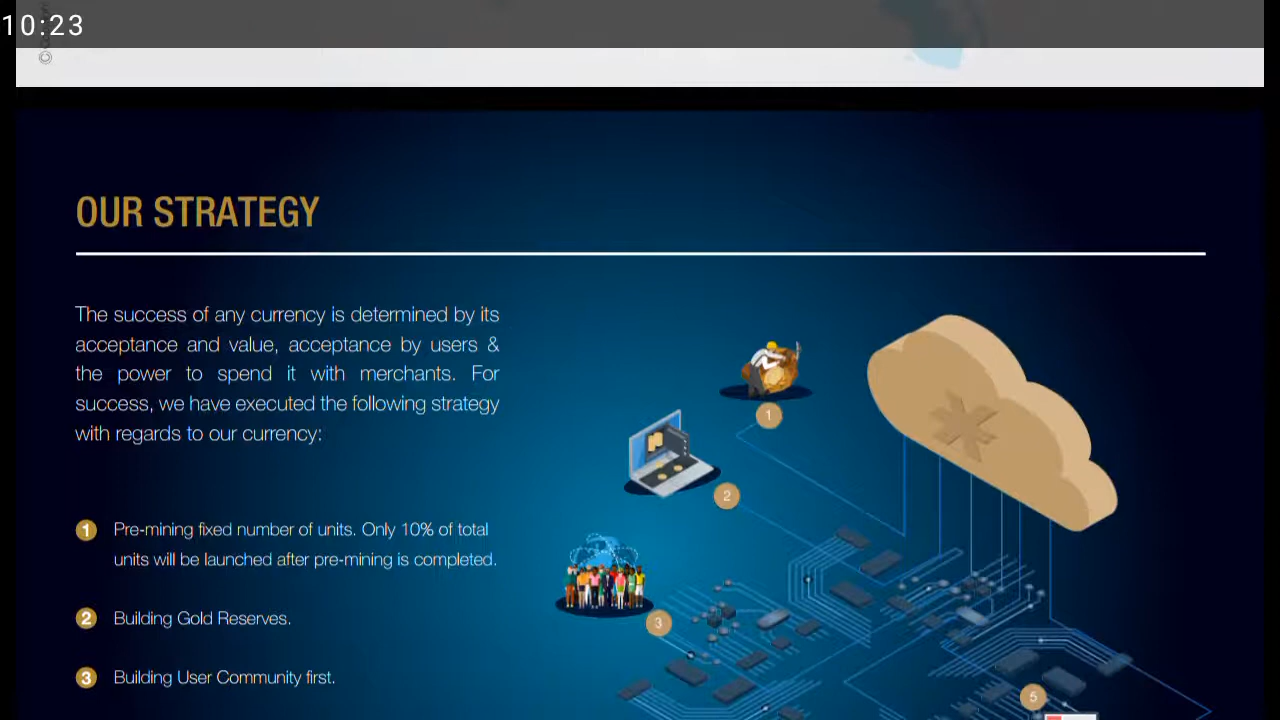 10:23
©
OUR STRATEGY
The success of any currency is determined by its
acceptance and value, acceptance by users &
the power to spend it with merchants. For
success, we have executed the following strategy
with regards to our currency:
1 Pre-mining fixed number of units. Only 10% of total
units will be launched after pre-mining is completed.
2 Building Gold Reserves.
3 Building User Community first.
1
2
3
5